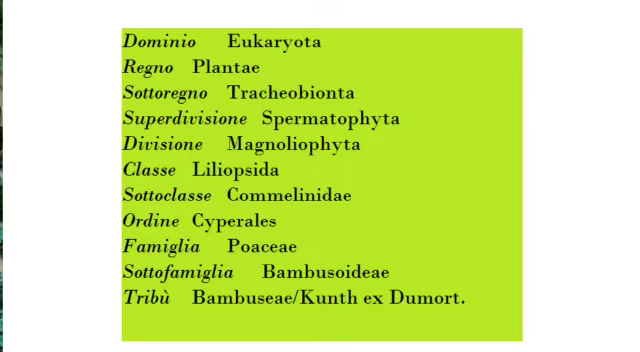 Dominio Eukaryota
Regno Plantae
Sottoregno Tracheobionta
Superdivisione Spermatophyta
Divisione Magnoliophyta
Classe Liliopsida
Sottoclasse Commelinidae
Ordine Cyperales
Famiglia Poaceae
Sottofamiglia Bambusoideae
Tribù Bambuseae/Kunth ex Dumort.